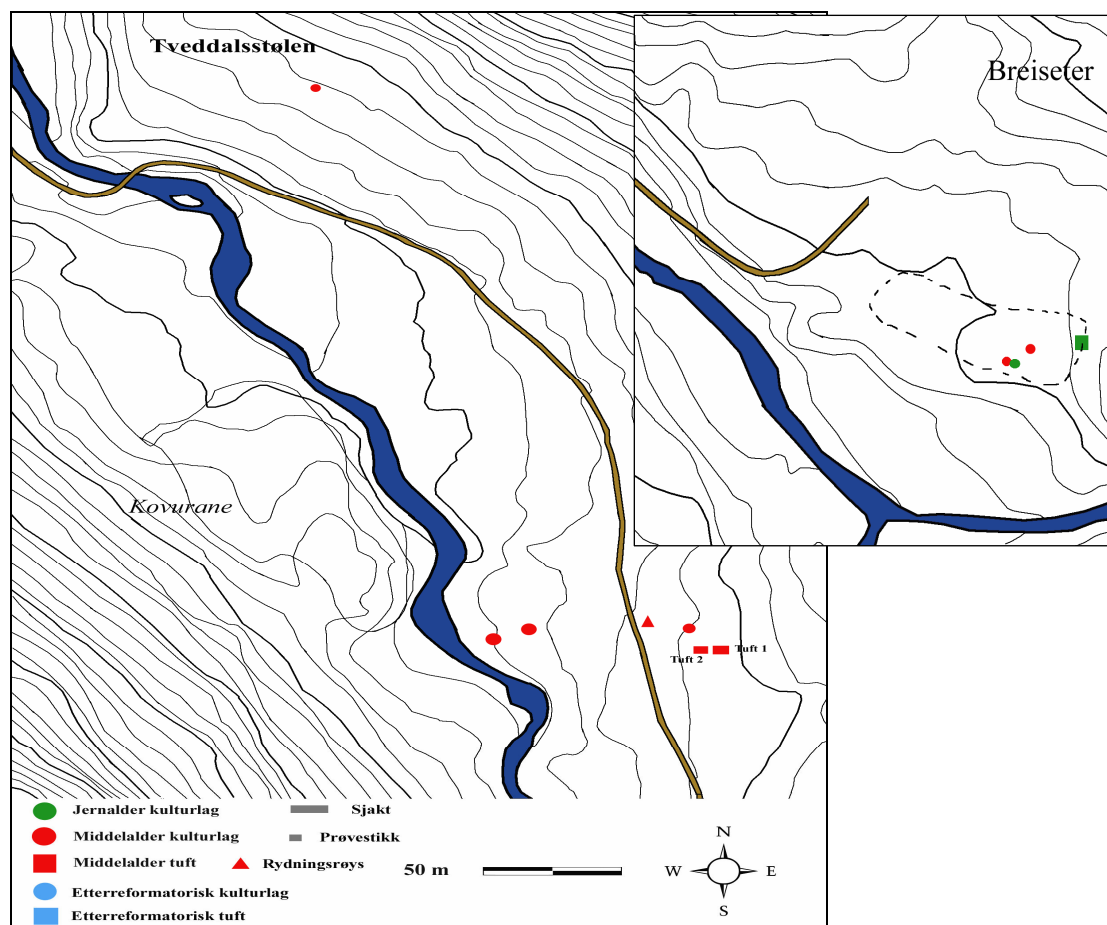 Tveddalsstølen
Breiseter
Kovurane
Tuft 1
Tuft 2
Jernalder kulturlag
Sjakt
Middelalder kulturlag
Prøvestikk
Middelalder tuft
Rydningsrøys
50 m
N
W
E
S
Etterreformatorisk kulturlag
Etterreformatorisk tuft